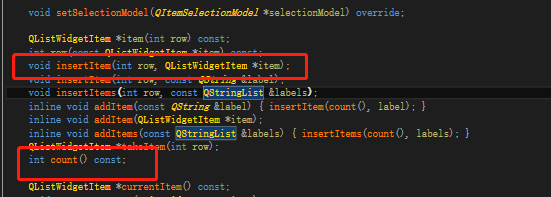 void setSelectionModel(QItemSelectionModel *selectionModel) override;
QListWidgetItem *item(int row) const;
int row(const QListWidgetItem *item) const;
void insertItem(int row, QListWidgetItem *item);
void insertItem(int row, const QString &label);
void insertItems(int row, const QStringList &labels);
inline void addItem(const QString &label) { insertItem(count(), label); }
inline void addItem(QListWidgetItem *item);
inline void addItems(const QStringList &labels) { insertItems(count(), labels); }
QListWidgetItem *takeItem(int row);
int count() const;
QListWidgetItem *currentItem() const;